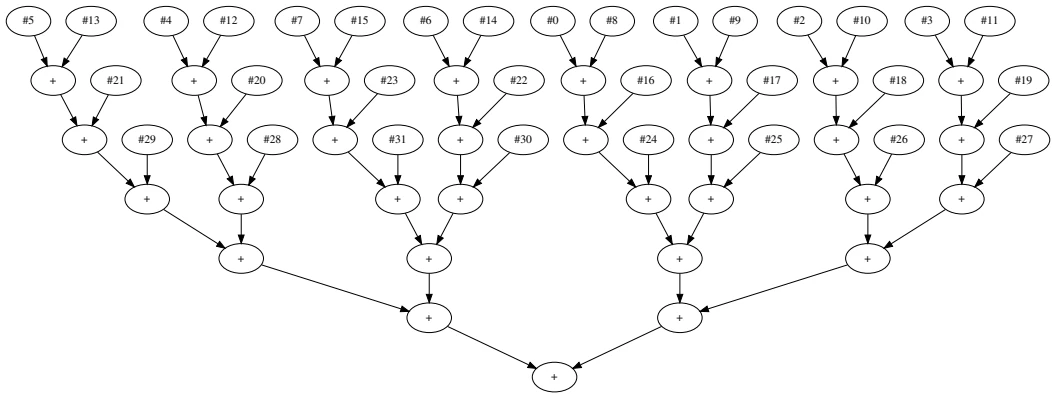 #5 #13 #4 #12 #7 #15 #6 #14 #0 #8 #1 #9 #2 #10 #3 #11
+ #21 + #20 + #23 + #22 + #16 + #17 + #18 + #19
+ #29 + #28 + #31 + #30 + #24 + #25 + #26 + #27
+ + + + + + + +
+ + + +
+ +
+